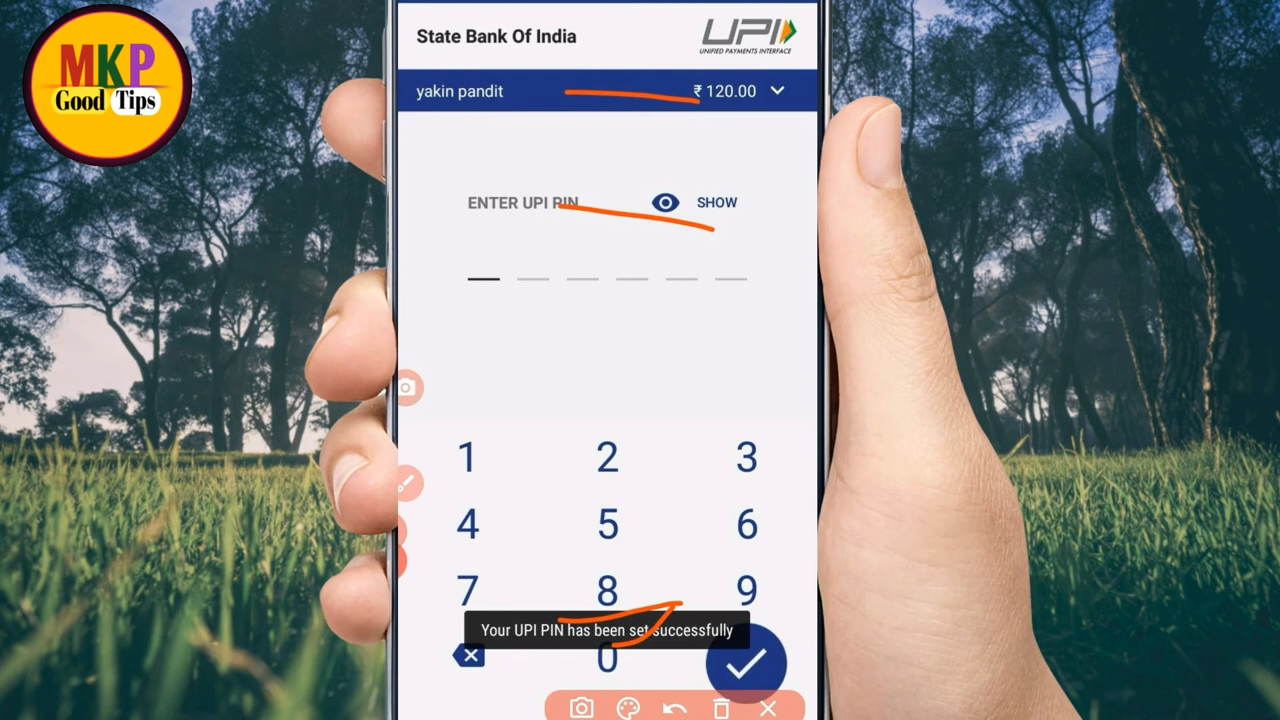 MKP
Good Tips
State Bank Of India
UPI
UNIFIED PAYMENTS INTERFACE
yakin pandit ₹ 120.00
ENTER UPI PIN SHOW
1 2 3
4 5 6
7 8 9
Your UPI PIN has been set successfully
0